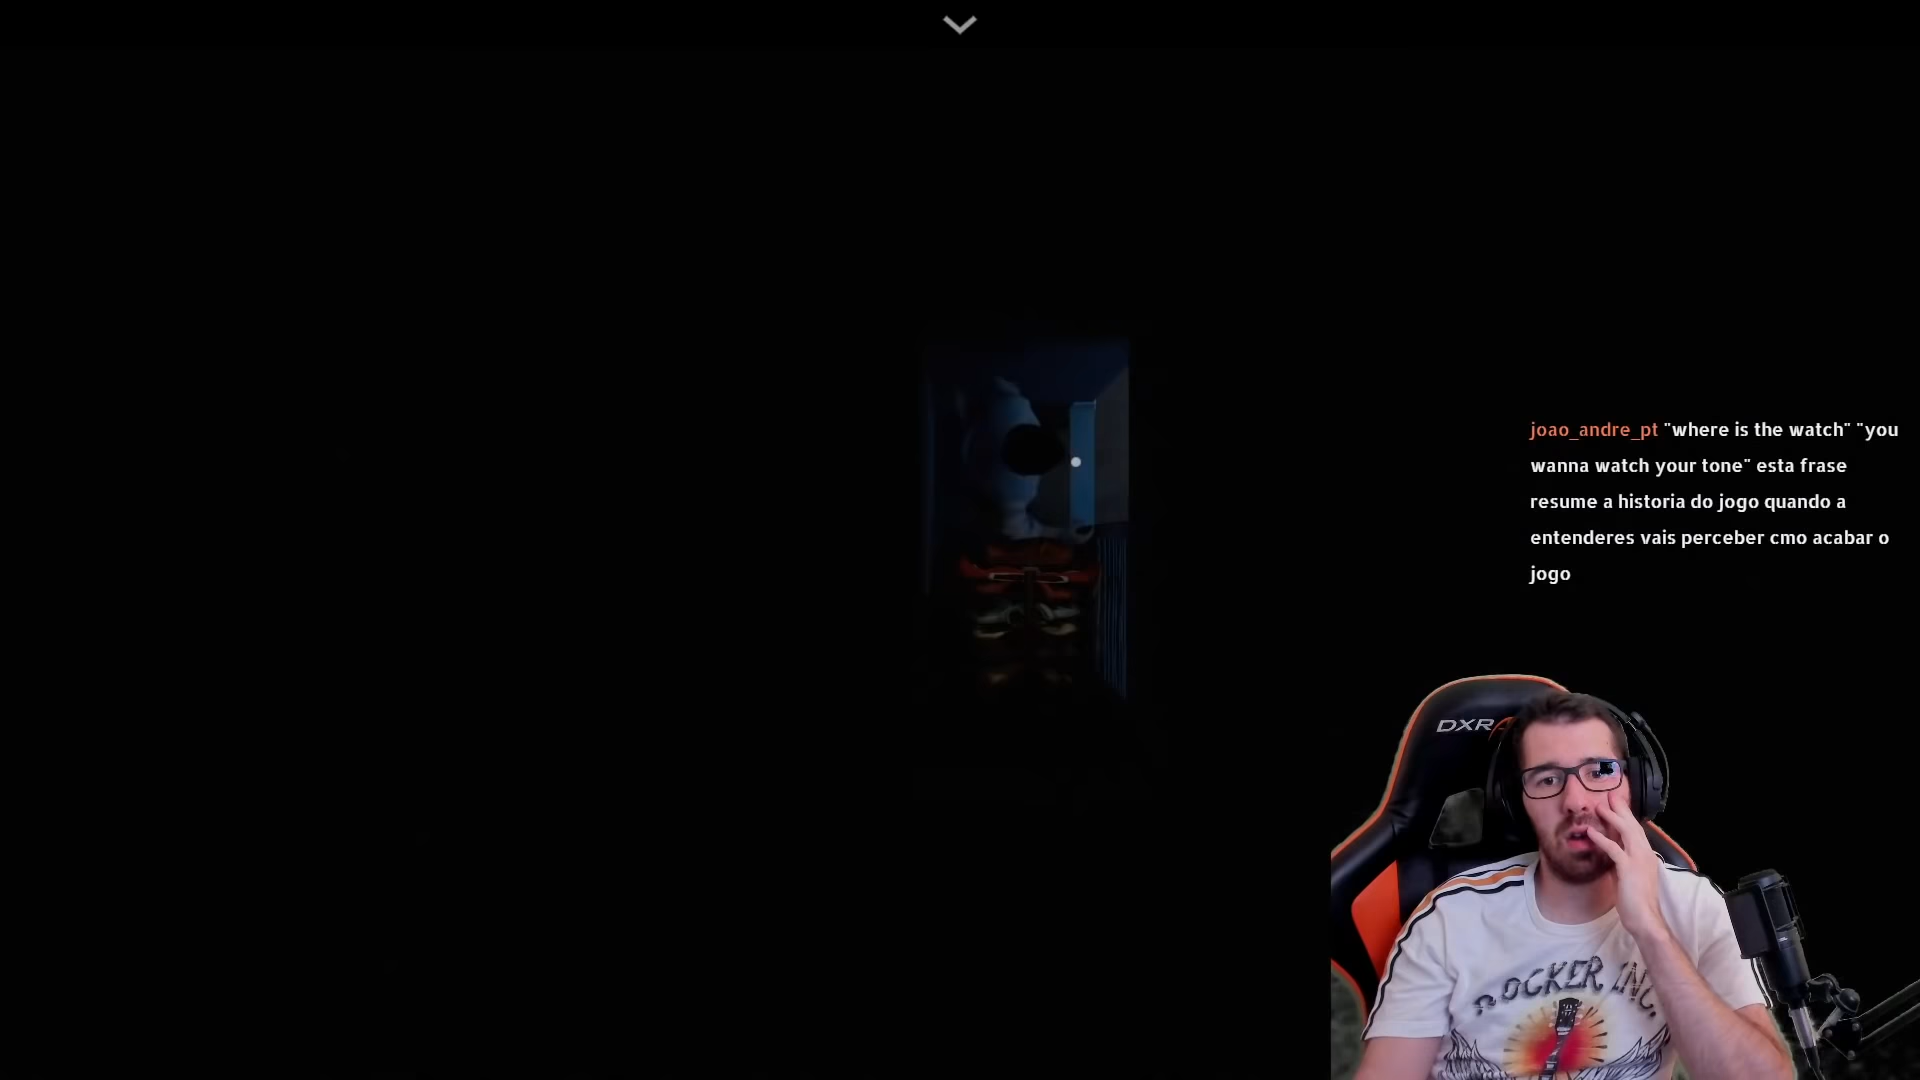 joao_andre_pt "where is the watch" "you
wanna watch your tone" esta frase
resume a historia do jogo quando a
entenderes vais perceber cmo acabar o
jogo
DXR
ROCKER INC.